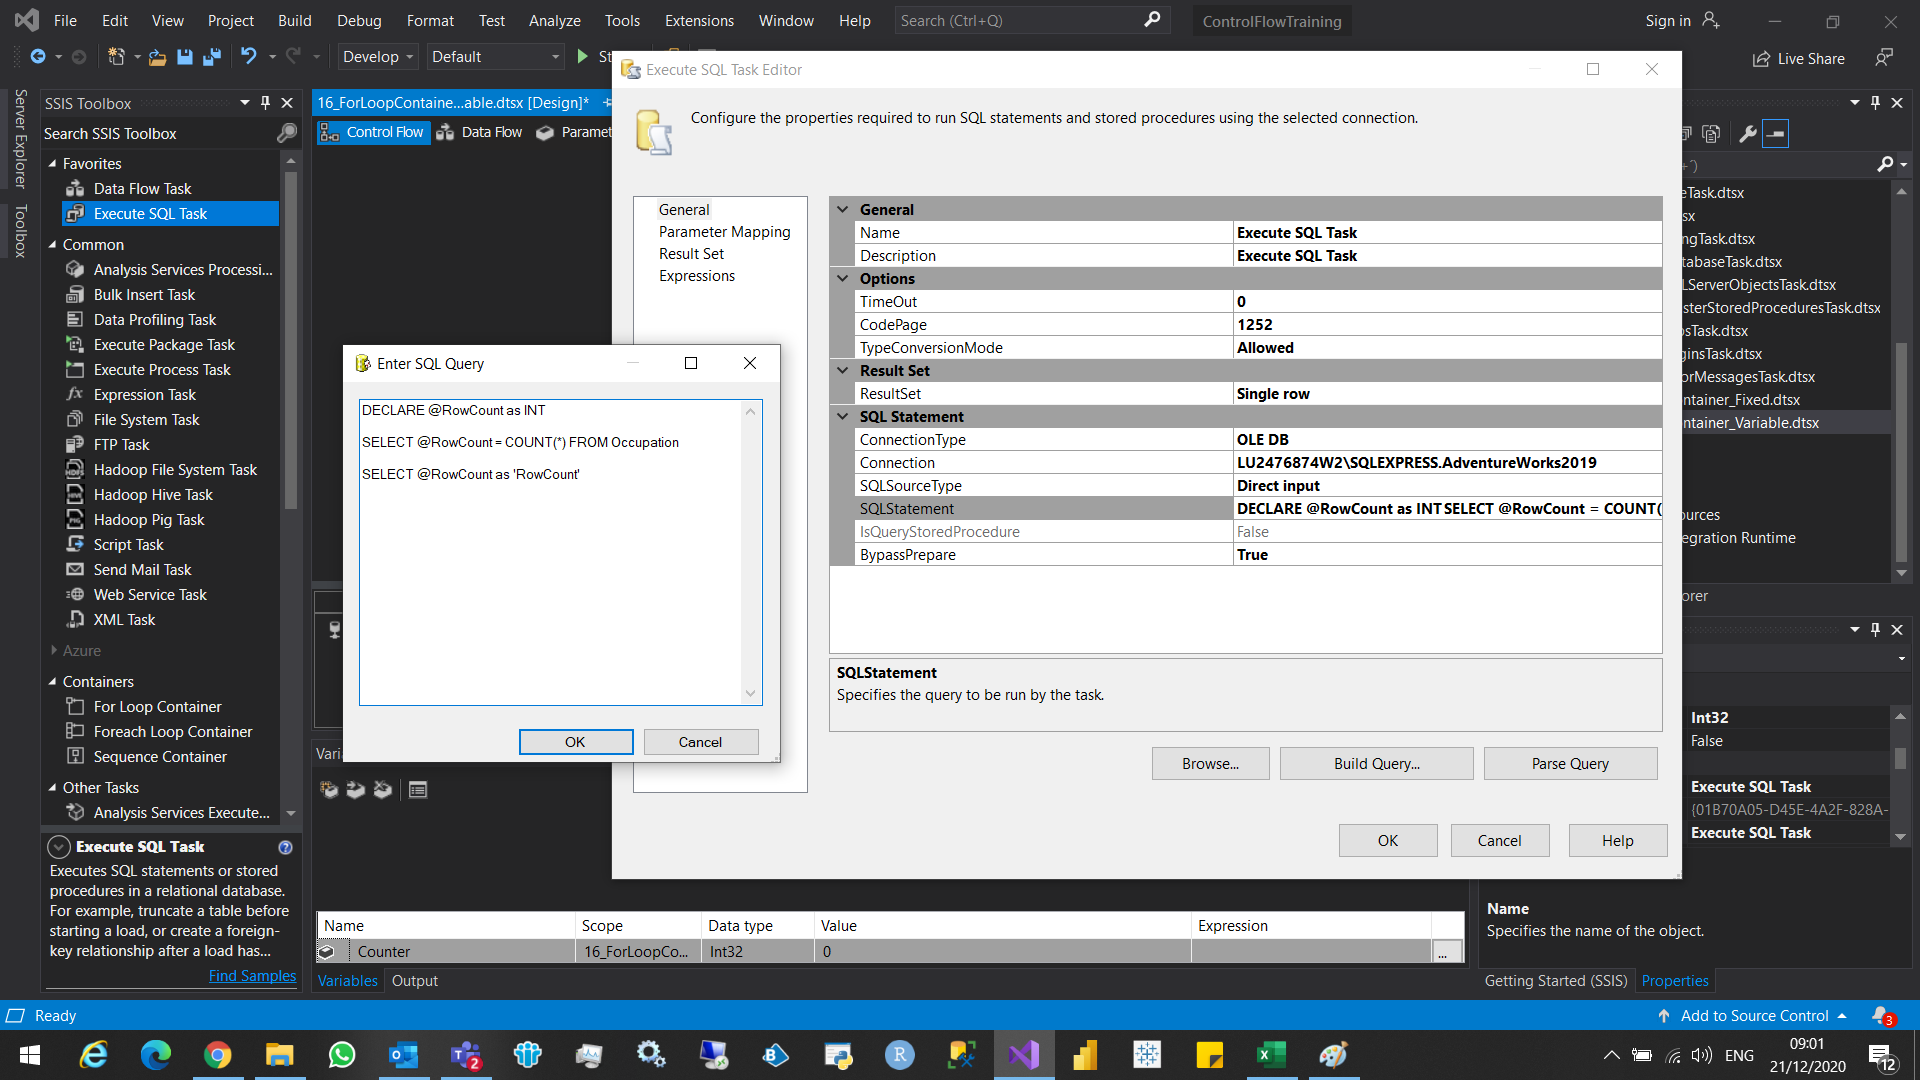 File Edit View Project Build Debug Format Test Analyze Tools Extensions Window Help Search (Ctrl+Q) ControlFlowTraining Sign in
Develop Default Live Share
Server Explorer
Toolbox
SSIS Toolbox
Search SSIS Toolbox
Favorites
Data Flow Task
Execute SQL Task
Common
Analysis Services Processi...
Bulk Insert Task
Data Profiling Task
Execute Package Task
Execute Process Task
Expression Task
File System Task
FTP Task
Hadoop File System Task
Hadoop Hive Task
Hadoop Pig Task
Script Task
Send Mail Task
Web Service Task
XML Task
Azure
Containers
For Loop Container
Foreach Loop Container
Sequence Container
Other Tasks
Analysis Services Execute...
Execute SQL Task
Executes SQL statements or stored
procedures in a relational database.
For example, truncate a table before
starting a load, or create a foreign-
key relationship after a load has...
Find Samples
16_ForLoopContaine...able.dtsx [Design]*
Control Flow Data Flow Paramet
Execute SQL Task Editor
Configure the properties required to run SQL statements and stored procedures using the selected connection.
General
Parameter Mapping
Result Set
Expressions
General
Name Execute SQL Task
Description Execute SQL Task
Options
TimeOut 0
CodePage 1252
TypeConversionMode Allowed
Result Set
ResultSet Single row
SQL Statement
ConnectionType OLE DB
Connection LU2476874W2\SQLEXPRESS.AdventureWorks2019
SQLSourceType Direct input
SQLStatement DECLARE @RowCount as INT SELECT @RowCount = COUNT(
IsQueryStoredProcedure False
BypassPrepare True
SQLStatement
Specifies the query to be run by the task.
Browse... Build Query... Parse Query
OK Cancel Help
Enter SQL Query
DECLARE @RowCount as INT
SELECT @RowCount = COUNT(*) FROM Occupation
SELECT @RowCount as 'RowCount'
OK Cancel
Name Scope Data type Value Expression
Counter 16_ForLoopCo... Int32 0 ...
Variables Output
eTask.dtsx
sx
ngTask.dtsx
tabaseTask.dtsx
LServerObjectsTask.dtsx
sterStoredProceduresTask.dtsx
osTask.dtsx
ginsTask.dtsx
orMessagesTask.dtsx
ntainer_Fixed.dtsx
ntainer_Variable.dtsx
ources
egration Runtime
orer
Int32
False
Execute SQL Task
{01B70A05-D45E-4A2F-828A-
Execute SQL Task
Name
Specifies the name of the object.
Getting Started (SSIS) Properties
Ready Add to Source Control 3
2 ENG 09:01
21/12/2020 12